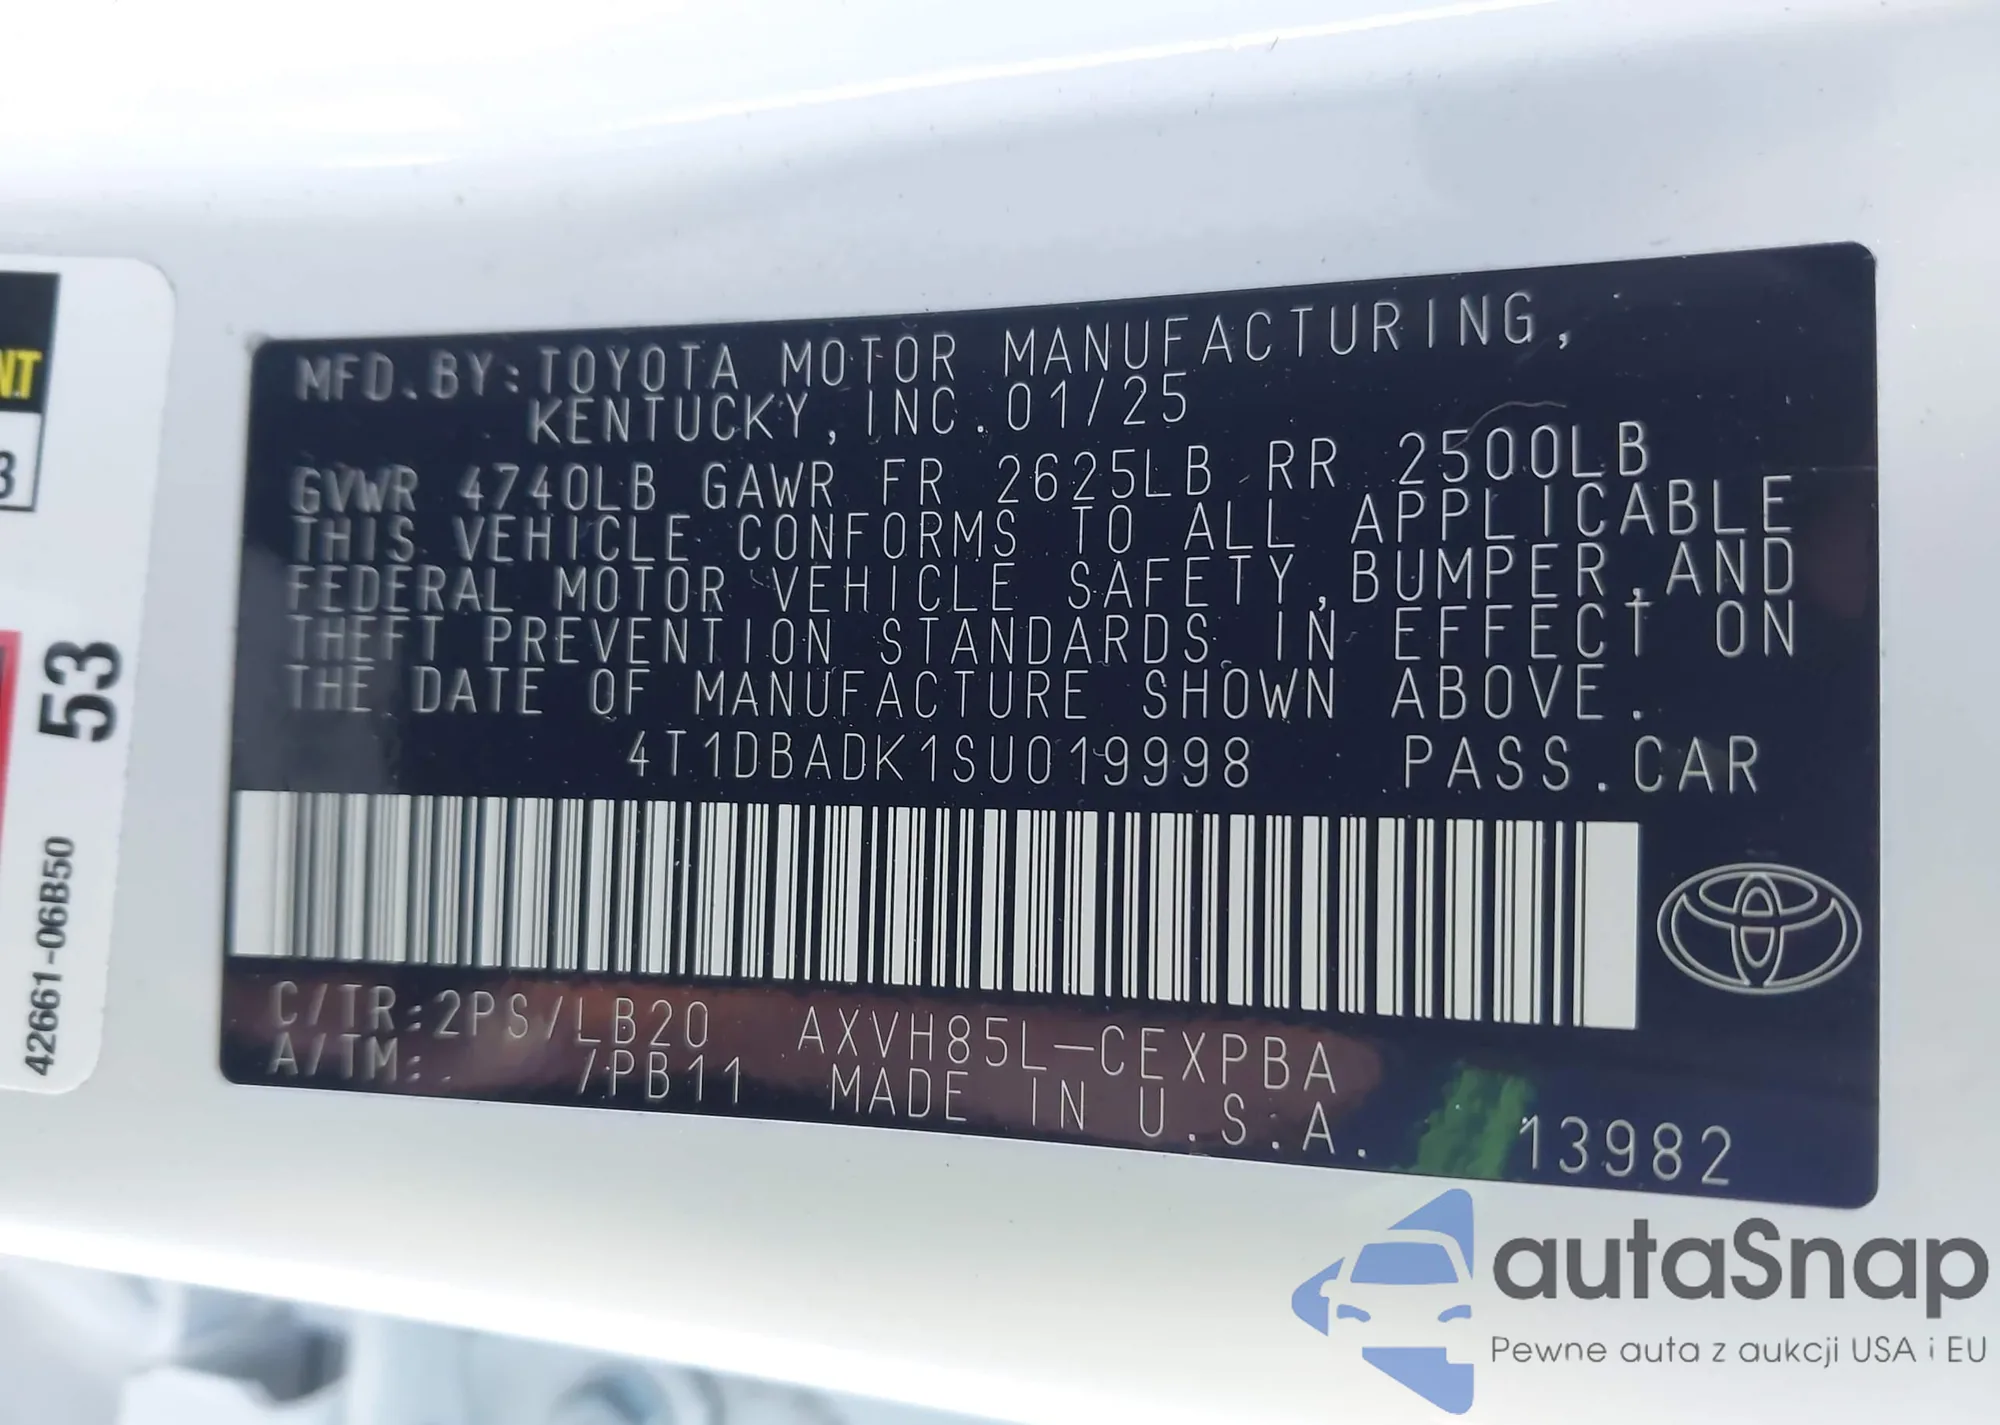 MFD.BY:TOYOTA MOTOR MANUFACTURING,
KENTUCKY, INC.01/25
GVWR 4740LB GAWR FR 2625LB RR 2500LB
THIS VEHICLE CONFORMS TO ALL APPLICABLE
FEDERAL MOTOR VEHICLE SAFETY,BUMPER,AND
THEFT PREVENTION STANDARDS IN EFFECT ON
THE DATE OF MANUFACTURE SHOWN ABOVE.
4T1DBADK1SU019998 PASS.CAR
C/TR:2PS/LB20 AXVH85L-CEXPBA
A/TM: /PB11 MADE IN U.S.A. 13982
53
42661-06B50
autaSnap
Pewne auta z aukcji USA i EU